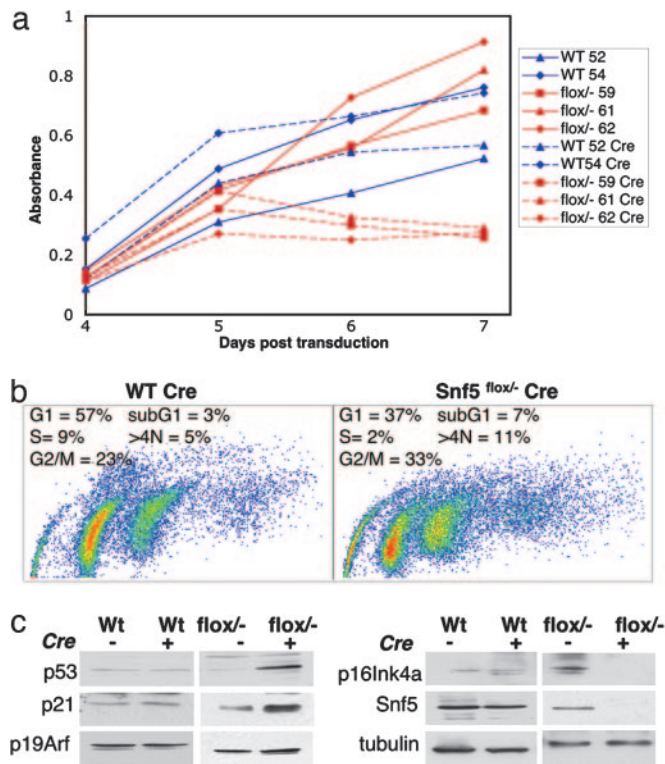 a
1
0.8
0.6
0.4
0.2
0
Absorbance
4 5 6 7
Days post transduction
WT 52
WT 54
flox/- 59
flox/- 61
flox/- 62
WT 52 Cre
WT54 Cre
flox/- 59 Cre
flox/- 61 Cre
flox/- 62 Cre
b
WT Cre
G1 = 57% subG1 = 3%
S= 9% >4N = 5%
G2/M = 23%
Snf5 flox/- Cre
G1 = 37% subG1 = 7%
S= 2% >4N = 11%
G2/M = 33%
c
Wt Wt flox/- flox/-
Cre - + - +
p53
p21
p19Arf
Wt Wt flox/- flox/-
Cre - + - +
p16Ink4a
Snf5
tubulin